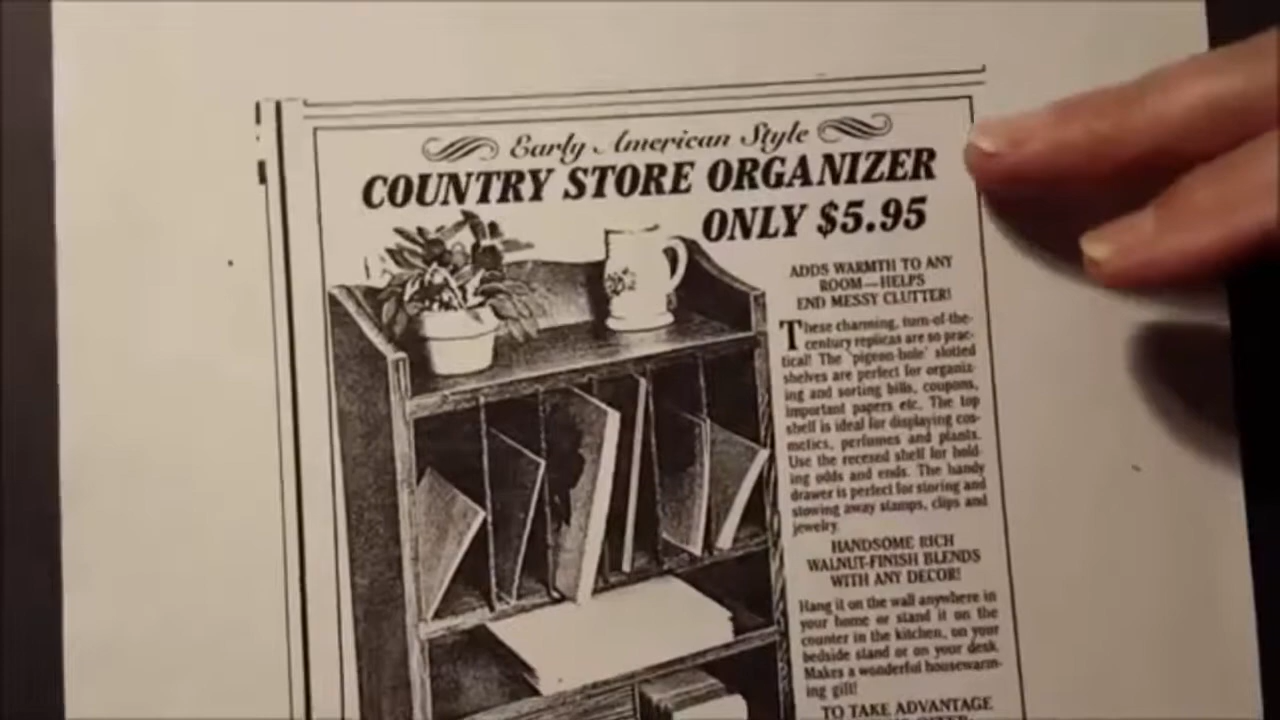 Early American Style
COUNTRY STORE ORGANIZER
ONLY $5.95
ADDS WARMTH TO ANY
ROOM—HELPS
END MESSY CLUTTER!
These charming, turn-of-the-
century replicas are so prac-
tical! The 'pigeon-hole' slotted
shelves are perfect for organiz-
ing and sorting bills, coupons,
important papers etc. The top
shelf is ideal for displaying cos-
metics, perfumes and plants.
Use the recessed shelf for hold-
ing odds and ends. The handy
drawer is perfect for storing and
stowing away stamps, clips and
jewelry.
HANDSOME RICH
WALNUT-FINISH BLENDS
WITH ANY DECOR!
Hang it on the wall anywhere in
your home or stand it on the
counter in the kitchen, on your
bedside stand or on your desk.
Makes a wonderful housewarm-
ing gift!
TO TAKE ADVANTAGE